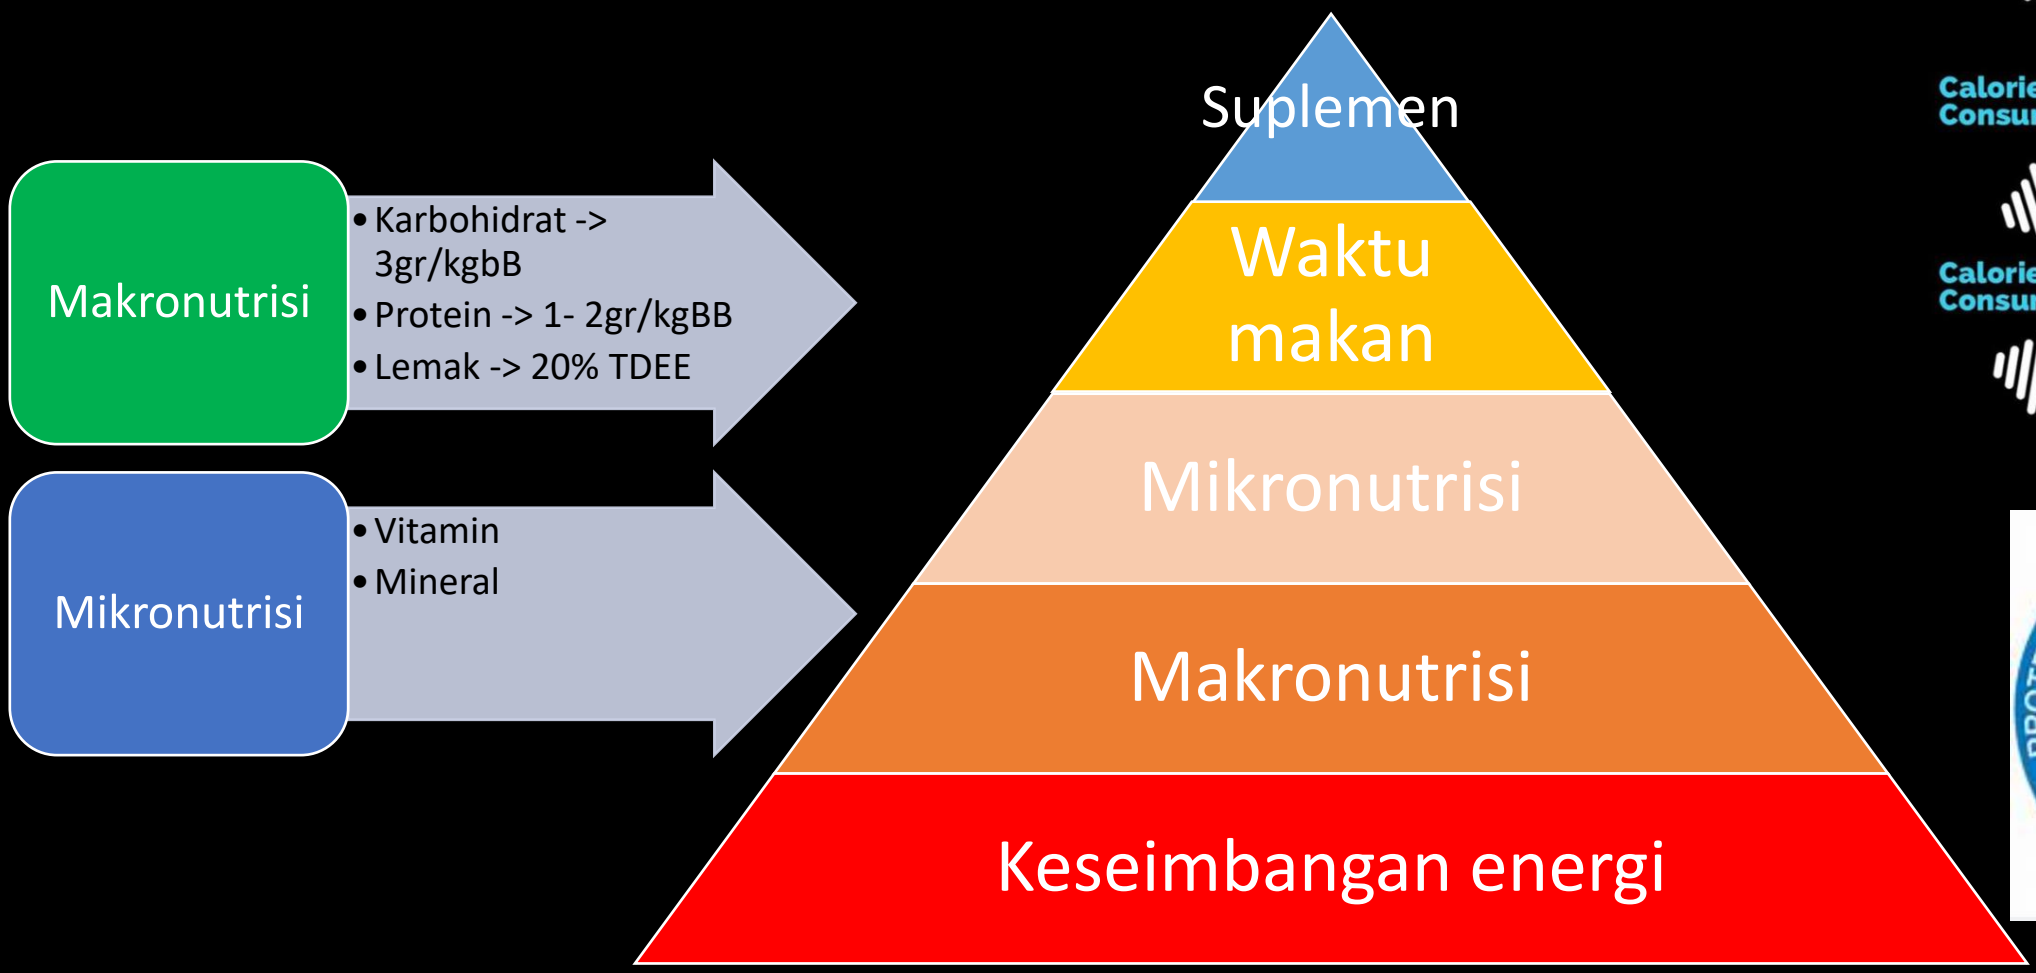 Makronutrisi
•Karbohidrat ->
3gr/kgbB
•Protein -> 1- 2gr/kgBB
•Lemak -> 20% TDEE
Mikronutrisi
•Vitamin
•Mineral
Suplemen
Waktu
makan
Mikronutrisi
Makronutrisi
Keseimbangan energi